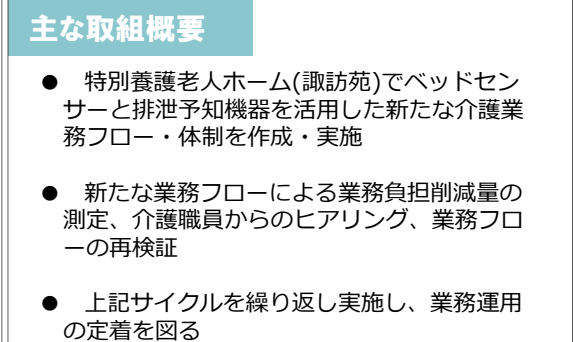 主な取組概要
● 特別養護老人ホーム(諏訪苑)でベッドセン
サーと排泄予知機器を活用した新たな介護業
務フロー・体制を作成・実施
● 新たな業務フローによる業務負担削減量の
測定、介護職員からのヒアリング、業務フロ
ーの再検証
● 上記サイクルを繰り返し実施し、業務運用
の定着を図る